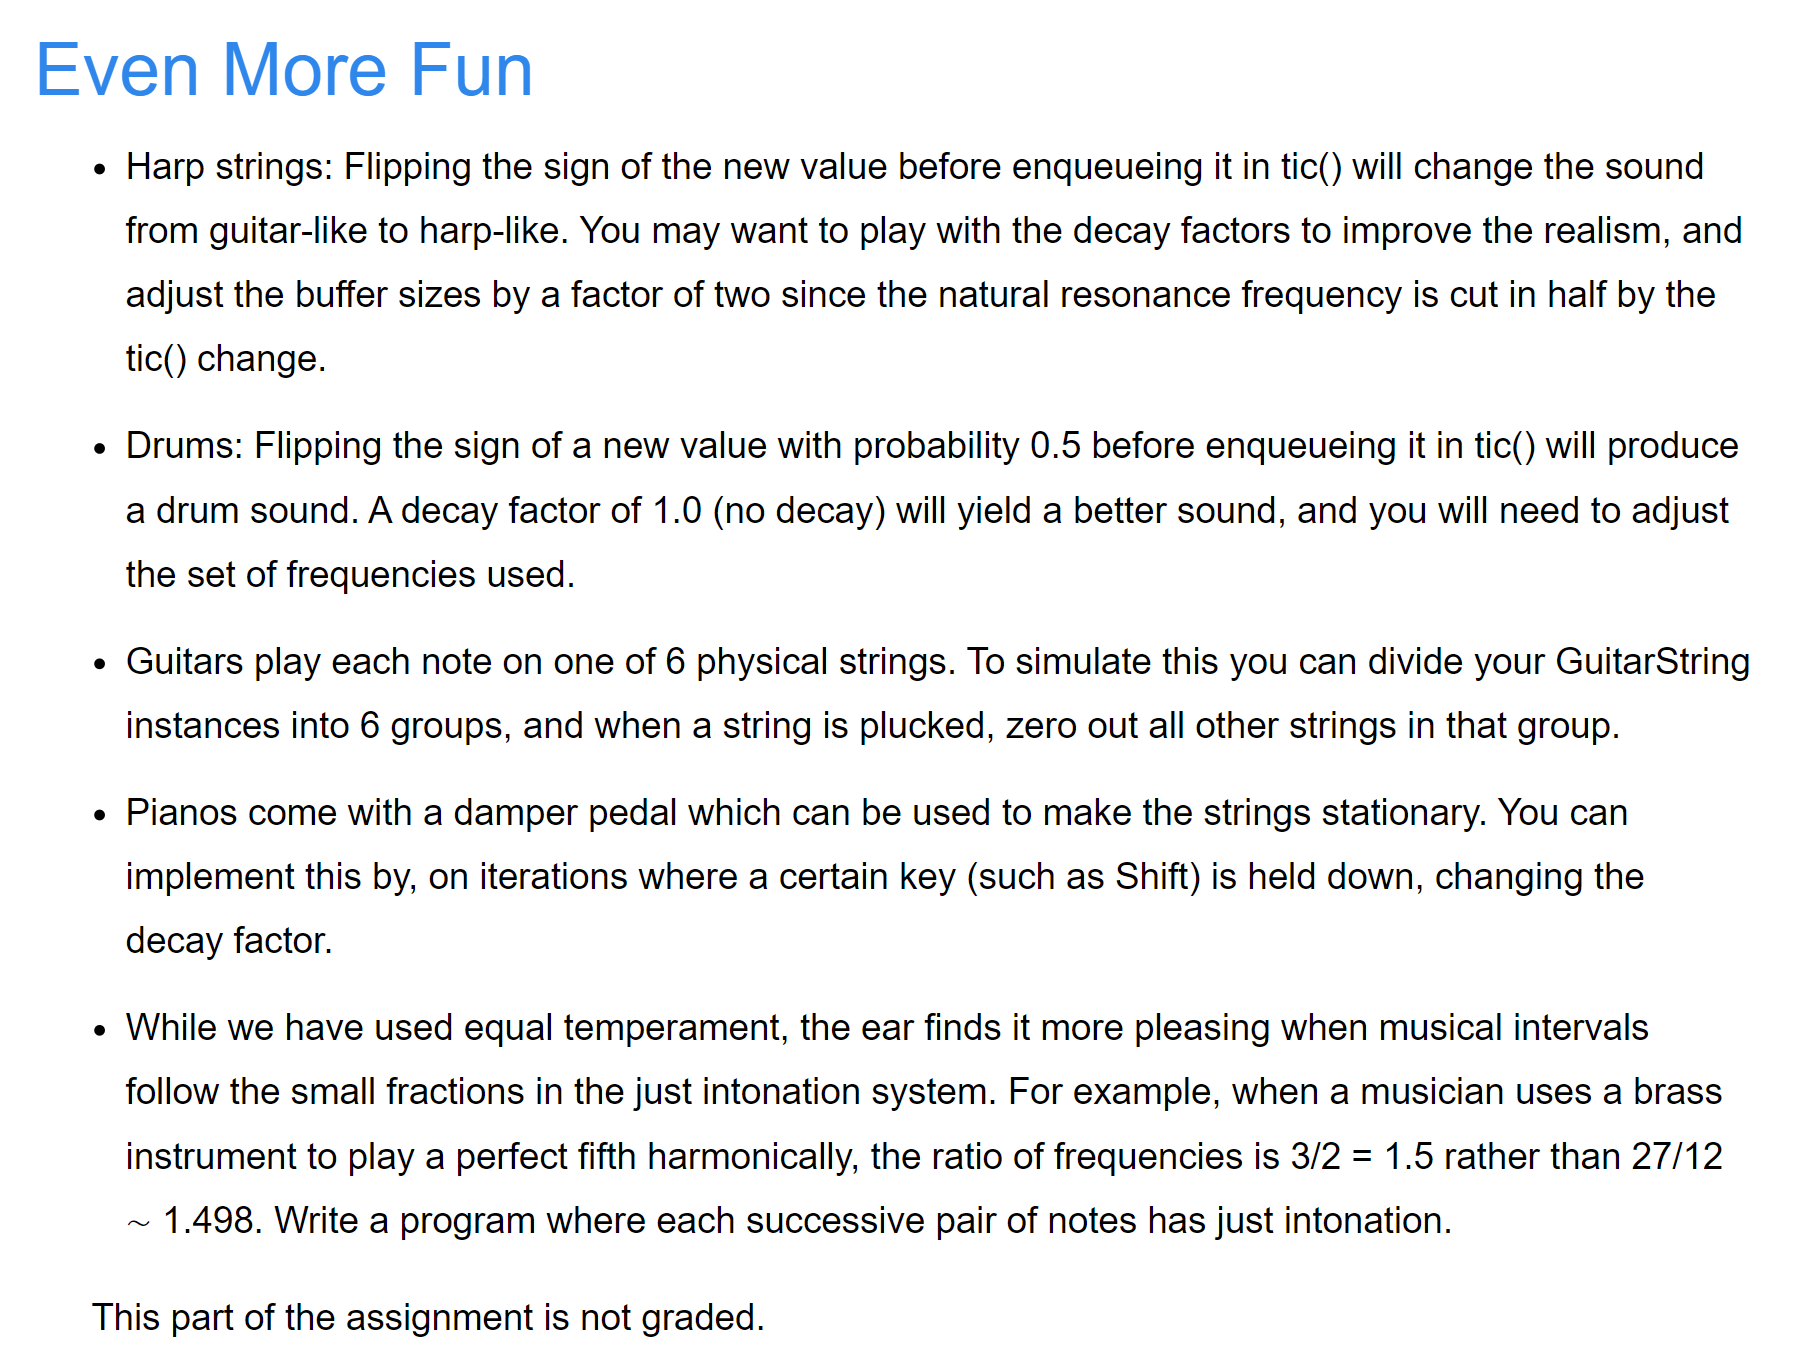 Even More Fun
• Harp strings: Flipping the sign of the new value before enqueueing it in tic() will change the sound
from guitar-like to harp-like. You may want to play with the decay factors to improve the realism, and
adjust the buffer sizes by a factor of two since the natural resonance frequency is cut in half by the
tic() change.
• Drums: Flipping the sign of a new value with probability 0.5 before enqueueing it in tic() will produce
a drum sound. A decay factor of 1.0 (no decay) will yield a better sound, and you will need to adjust
the set of frequencies used.
• Guitars play each note on one of 6 physical strings. To simulate this you can divide your GuitarString
instances into 6 groups, and when a string is plucked, zero out all other strings in that group.
• Pianos come with a damper pedal which can be used to make the strings stationary. You can
implement this by, on iterations where a certain key (such as Shift) is held down, changing the
decay factor.
• While we have used equal temperament, the ear finds it more pleasing when musical intervals
follow the small fractions in the just intonation system. For example, when a musician uses a brass
instrument to play a perfect fifth harmonically, the ratio of frequencies is 3/2 = 1.5 rather than 27/12
∼ 1.498. Write a program where each successive pair of notes has just intonation.
This part of the assignment is not graded.